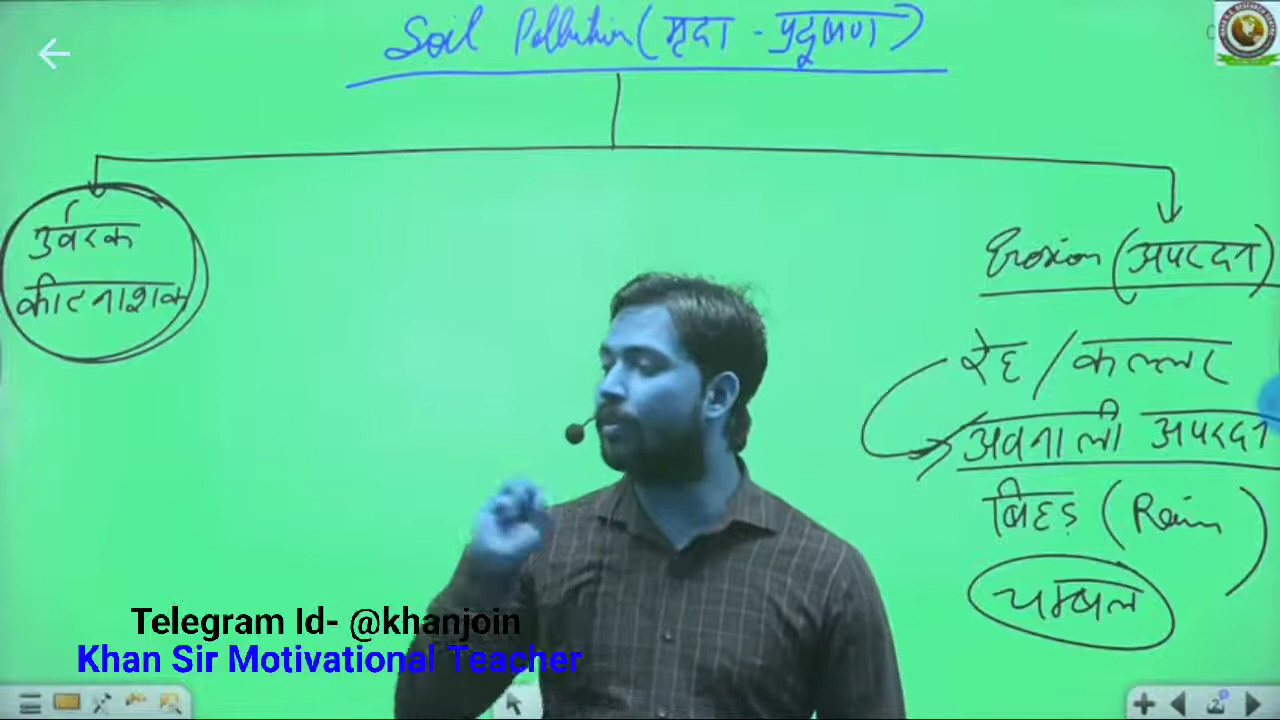 Soil Pollution (मृदा - प्रदूषण)
उर्वरक
कीटनाशक
Erosion (अपरदन)
रेह / कल्लर
अवनाली अपरदन
बिहड़ (Rain)
चम्बल
Telegram Id- @khanjoin
Khan Sir Motivational Teacher
2